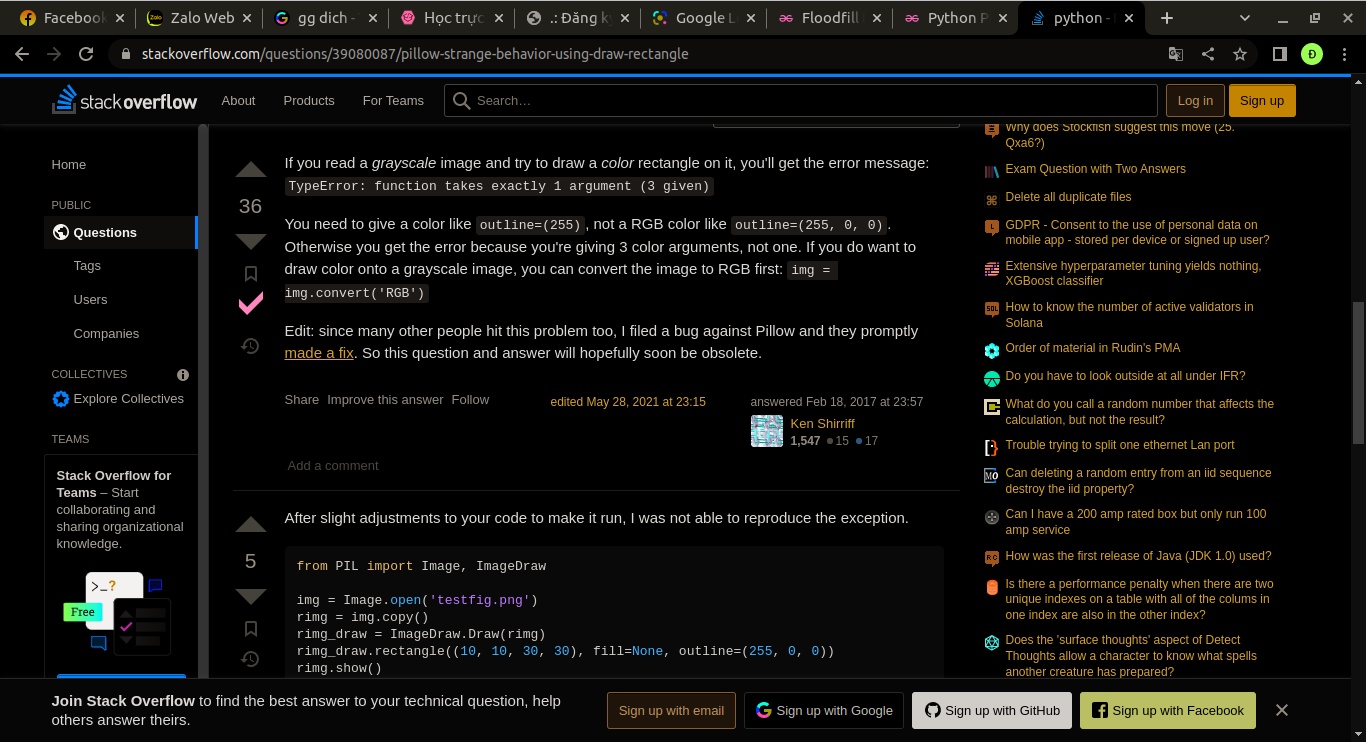 Facebook
Zalo Web
gg dich -
Học trực
.: Đăng ký
Google L
Floodfill
Python P
python -
stackoverflow.com/questions/39080087/pillow-strange-behavior-using-draw-rectangle
Đ
stackoverflow
About
Products
For Teams
Search…
Log in
Sign up
Home
PUBLIC
Questions
Tags
Users
Companies
COLLECTIVES
Explore Collectives
TEAMS
Stack Overflow for
Teams – Start
collaborating and
sharing organizational
knowledge.
>_?
Free
36
If you read a grayscale image and try to draw a color rectangle on it, you'll get the error message:
TypeError: function takes exactly 1 argument (3 given)
You need to give a color like outline=(255), not a RGB color like outline=(255, 0, 0).
Otherwise you get the error because you're giving 3 color arguments, not one. If you do want to
draw color onto a grayscale image, you can convert the image to RGB first: img =
img.convert('RGB')
Edit: since many other people hit this problem too, I filed a bug against Pillow and they promptly
made a fix. So this question and answer will hopefully soon be obsolete.
Share Improve this answer Follow
edited May 28, 2021 at 23:15
answered Feb 18, 2017 at 23:57
Ken Shirriff
1,547 15 17
Add a comment
5
After slight adjustments to your code to make it run, I was not able to reproduce the exception.
from PIL import Image, ImageDraw
img = Image.open('testfig.png')
rimg = img.copy()
rimg_draw = ImageDraw.Draw(rimg)
rimg_draw.rectangle((10, 10, 30, 30), fill=None, outline=(255, 0, 0))
rimg.show()
Why does Stockfish suggest this move (25.
Qxa6?)
Exam Question with Two Answers
Delete all duplicate files
GDPR - Consent to the use of personal data on
mobile app - stored per device or signed up user?
Extensive hyperparameter tuning yields nothing,
XGBoost classifier
How to know the number of active validators in
Solana
Order of material in Rudin's PMA
Do you have to look outside at all under IFR?
What do you call a random number that affects the
calculation, but not the result?
Trouble trying to split one ethernet Lan port
Can deleting a random entry from an iid sequence
destroy the iid property?
Can I have a 200 amp rated box but only run 100
amp service
How was the first release of Java (JDK 1.0) used?
Is there a performance penalty when there are two
unique indexes on a table with all of the colums in
one index are also in the other index?
Does the 'surface thoughts' aspect of Detect
Thoughts allow a character to know what spells
another creature has prepared?
Join Stack Overflow to find the best answer to your technical question, help
others answer theirs.
Sign up with email
Sign up with Google
Sign up with GitHub
Sign up with Facebook